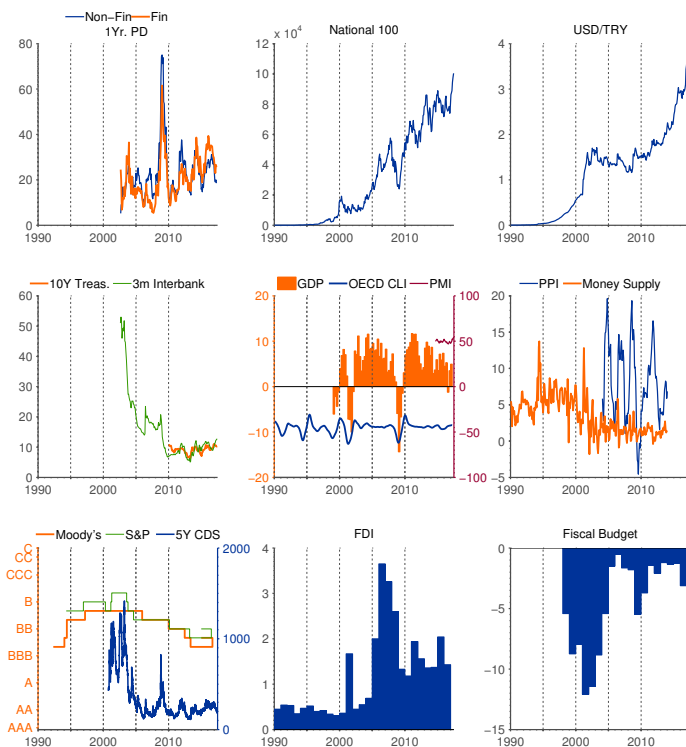 Non−Fin Fin
1Yr. PD
80
60
40
20
0
1990 2000 2010
National 100
12 x 10^4
10
8
6
4
2
0
1990 2000 2010
USD/TRY
4
3
2
1
0
1990 2000 2010
10Y Treas. 3m Interbank
60
50
40
30
20
10
0
1990 2000 2010
GDP OECD CLI PMI
20 100
10 50
0 0
−10 −50
−20 −100
1990 2000 2010
PPI Money Supply
20
15
10
5
0
−5
1990 2000 2010
Moody's S&P 5Y CDS
C 2000
CC
CCC
B
BB 1000
BBB
A
AA
AAA 0
1990 2000 2010
FDI
4
3
2
1
0
1990 2000 2010
Fiscal Budget
0
−5
−10
−15
1990 2000 2010